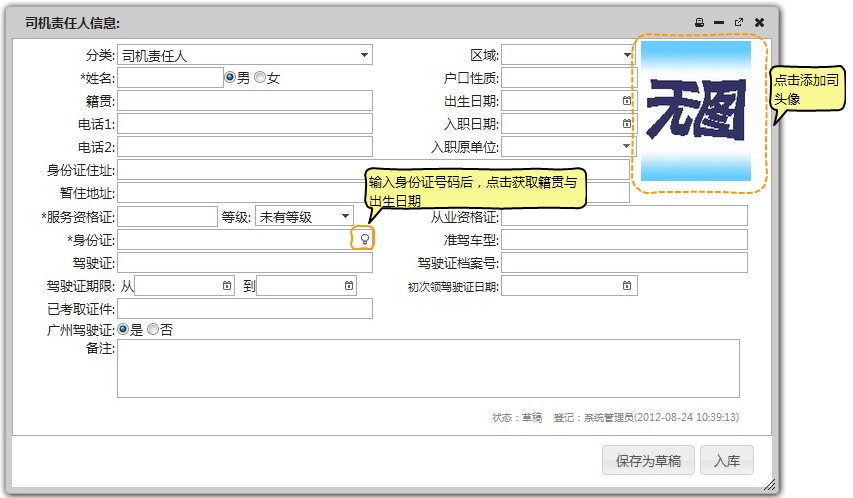 司机责任人信息:
分类: 司机责任人 区域:
*姓名: 男 女 户口性质:
籍贯: 出生日期:
电话1: 入职日期:
电话2: 入职原单位:
无图
点击添加司
头像
身份证住址:
暂住地址:
输入身份证号码后，点击获取籍贯与
出生日期
*服务资格证: 等级: 未有等级 从业资格证:
*身份证: 准驾车型:
驾驶证: 驾驶证档案号:
驾驶证期限: 从 到 初次领驾驶证日期:
已考取证件:
广州驾驶证: 是 否
备注:
状态：草稿 登记：系统管理员(2012-08-24 10:39:13)
保存为草稿 入库